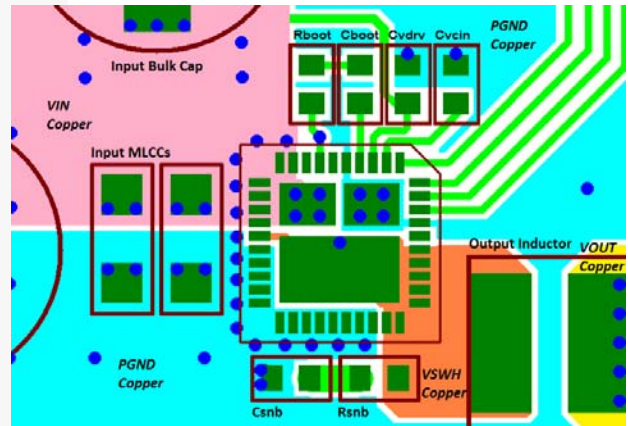 Rboot Cboot Cvdrv Cvcin
PGND
Copper
Input Bulk Cap
VIN
Copper
Input MLCCs
Output Inductor
VOUT
Copper
PGND
Copper
VSWH
Copper
Csnb
Rsnb